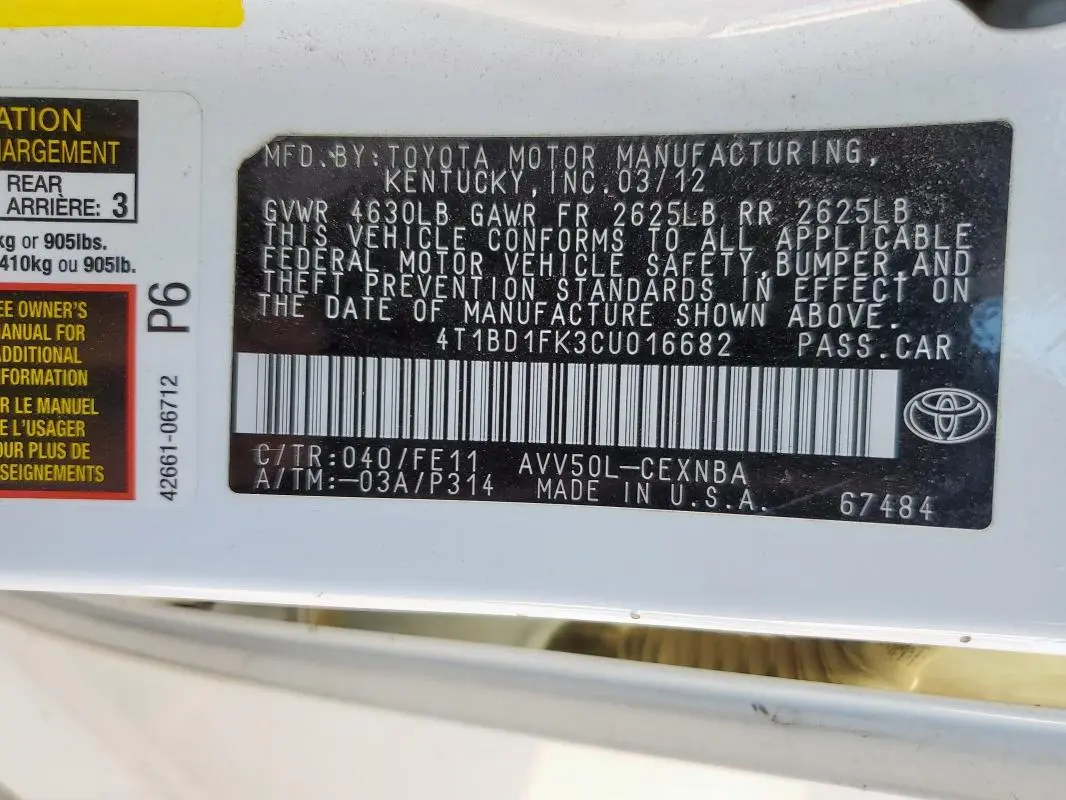 ATION
HARGEMENT
REAR
ARRIÈRE: 3
kg or 905lbs.
410kg ou 905lb.
EE OWNER'S
MANUAL FOR
ADDITIONAL
NFORMATION
R LE MANUEL
E L'USAGER
OUR PLUS DE
SEIGNEMENTS
P6
42661-06712
MFD.BY:TOYOTA MOTOR MANUFACTURING,
KENTUCKY,INC.03/12
GVWR 4630LB GAWR FR 2625LB RR 2625LB
THIS VEHICLE CONFORMS TO ALL APPLICABLE
FEDERAL MOTOR VEHICLE SAFETY,BUMPER,AND
THEFT PREVENTION STANDARDS IN EFFECT ON
THE DATE OF MANUFACTURE SHOWN ABOVE.
4T1BD1FK3CU016682 PASS.CAR
C/TR:040/FE11 AVV50L-CEXNBA
A/TM:-03A/P314 MADE IN U.S.A. 67484